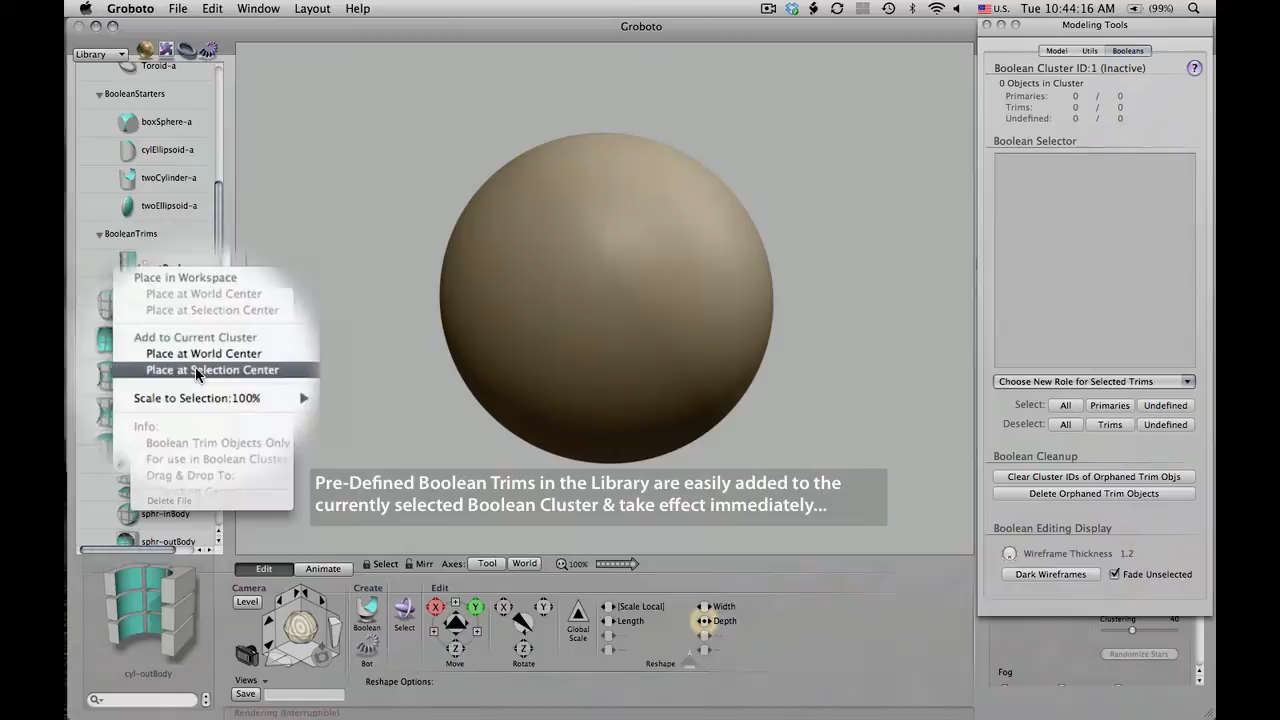 Groboto File Edit Window Layout Help
U.S. Tue 10:44:16 AM (99%)
Groboto
Modeling Tools
Library
Toroid-a
BooleanStarters
boxSphere-a
cylEllipsoid-a
twoCylinder-a
twoEllipsoid-a
BooleanTrims
Place in Workspace
Place at World Center
Place at Selection Center
Add to Current Cluster
Place at World Center
Place at Selection Center
Scale to Selection:100%
Info:
Boolean Trim Objects Only
For use in Boolean Cluster
Drag & Drop To:
Delete File
sphr-inBody
sphr-outBody
cyl-outBody
Pre-Defined Boolean Trims in the Library are easily added to the
currently selected Boolean Cluster & take effect immediately...
Model Utils Booleans
Boolean Cluster ID:1 (Inactive) ?
0 Objects in Cluster
Primaries: 0 / 0
Trims: 0 / 0
Undefined: 0 / 0
Boolean Selector
Choose New Role for Selected Trims
Select: All Primaries Undefined
Deselect: All Trims Undefined
Boolean Cleanup
Clear Cluster IDs of Orphaned Trim Objs
Delete Orphaned Trim Objects
Boolean Editing Display
Wireframe Thickness 1.2
Dark Wireframes Fade Unselected
Clustering 40
Randomize Stars
Fog
Edit Animate Select Mirr Axes: Tool World 100%
Camera
Level
Views
Save
Create
Boolean
Bot
Select
Edit
X Y
Z
Move
X Y
Z
Rotate
Global
Scale
[Scale Local] Width
Length Depth
Reshape
Reshape Options:
Rendering (Interruptible)